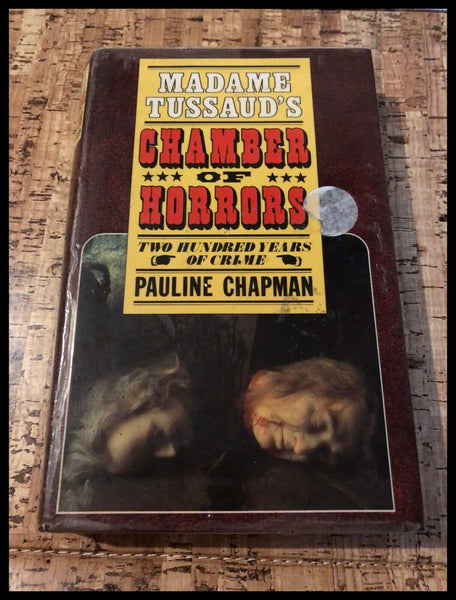 MADAME
TUSSAUD'S
CHAMBER
OF
HORRORS
TWO HUNDRED YEARS
OF CRIME
PAULINE CHAPMAN